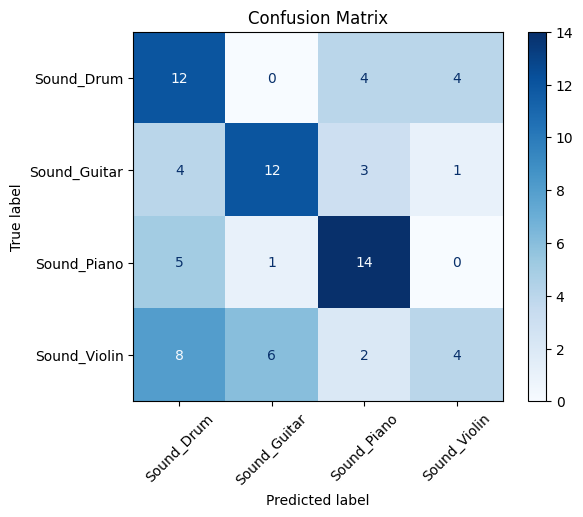 Confusion Matrix
True label
Sound_Drum 12 0 4 4
Sound_Guitar 4 12 3 1
Sound_Piano 5 1 14 0
Sound_Violin 8 6 2 4
Sound_Drum Sound_Guitar Sound_Piano Sound_Violin
Predicted label
14
12
10
8
6
4
2
0